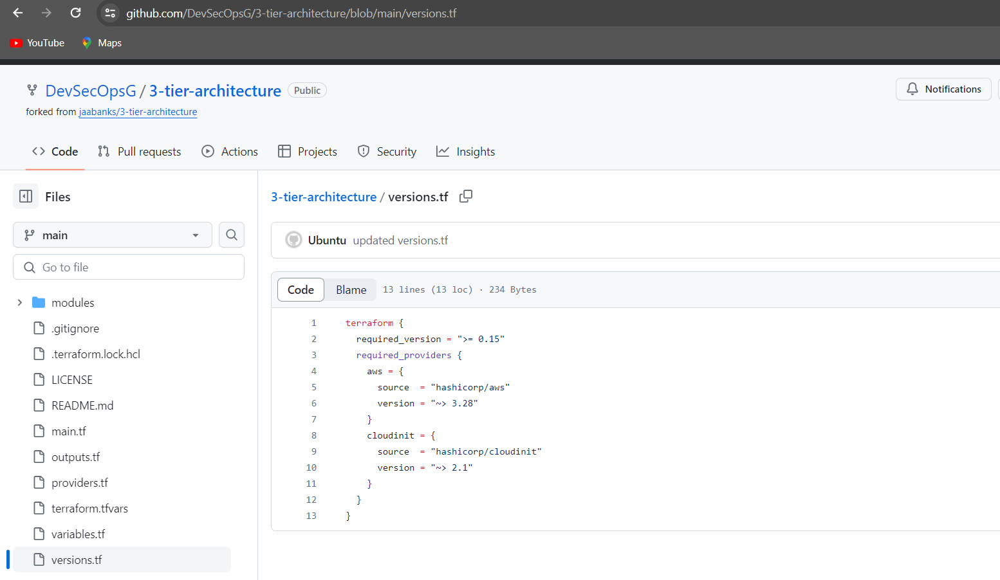 github.com/DevSecOpsG/3-tier-architecture/blob/main/versions.tf
YouTube Maps
DevSecOpsG / 3-tier-architecture Public
Notifications
forked from jaabanks/3-tier-architecture
Code Pull requests Actions Projects Security Insights
Files
main
Go to file
modules
.gitignore
.terraform.lock.hcl
LICENSE
README.md
main.tf
outputs.tf
providers.tf
terraform.tfvars
variables.tf
versions.tf
3-tier-architecture / versions.tf
Ubuntu updated versions.tf
Code Blame 13 lines (13 loc) · 234 Bytes
1 terraform {
2 required_version = ">= 0.15"
3 required_providers {
4 aws = {
5 source = "hashicorp/aws"
6 version = "~> 3.28"
7 }
8 cloudinit = {
9 source = "hashicorp/cloudinit"
10 version = "~> 2.1"
11 }
12 }
13 }